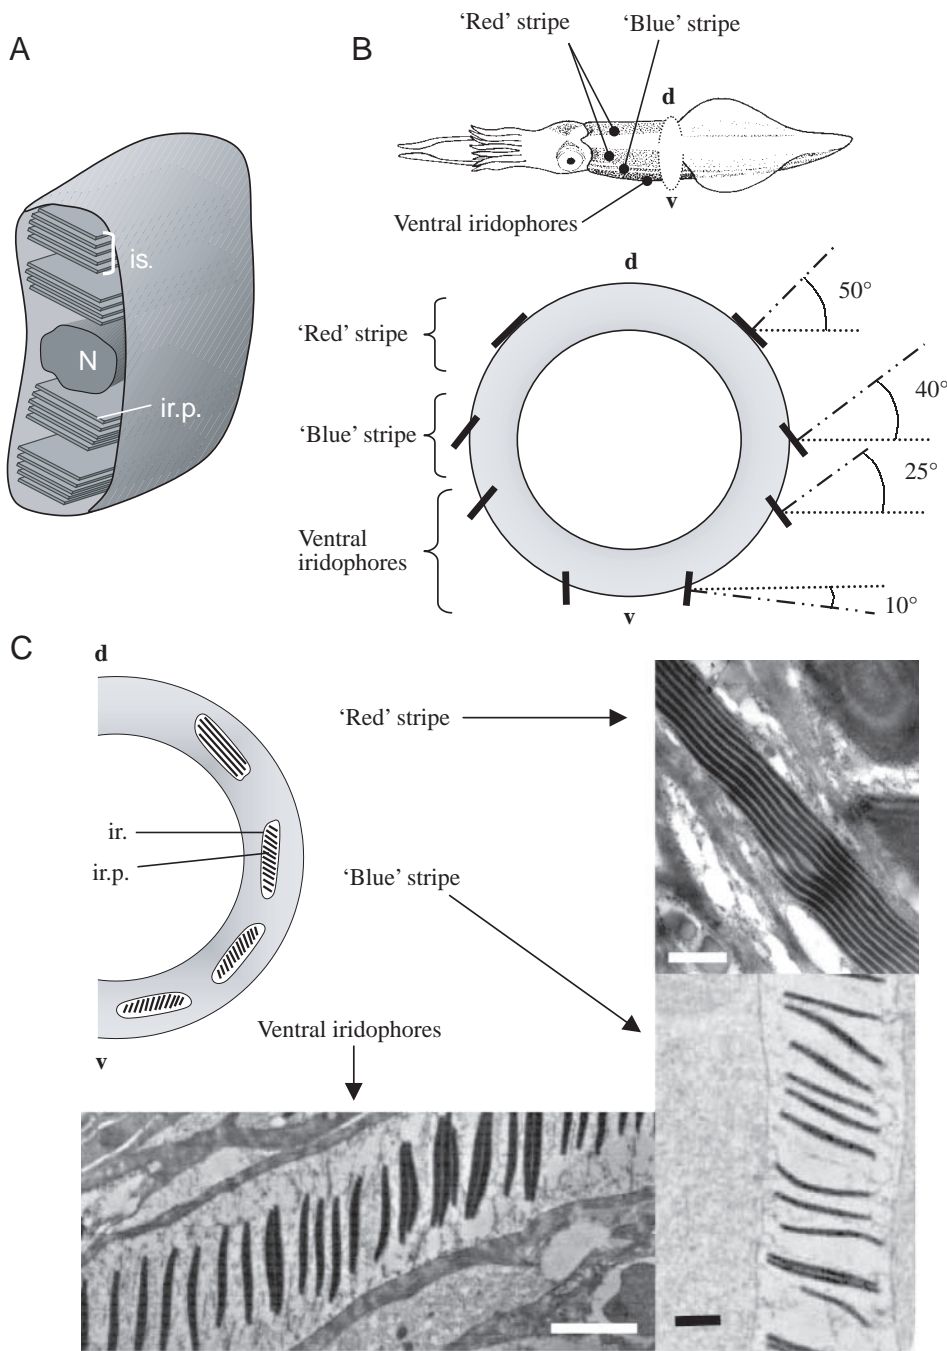 A
is.
N
ir.p.
B
‘Red’ stripe
‘Blue’ stripe
d
v
Ventral iridophores
d
50°
‘Red’ stripe
40°
‘Blue’ stripe
25°
Ventral
iridophores
10°
v
C
d
‘Red’ stripe
ir.
ir.p.
‘Blue’ stripe
Ventral iridophores
v